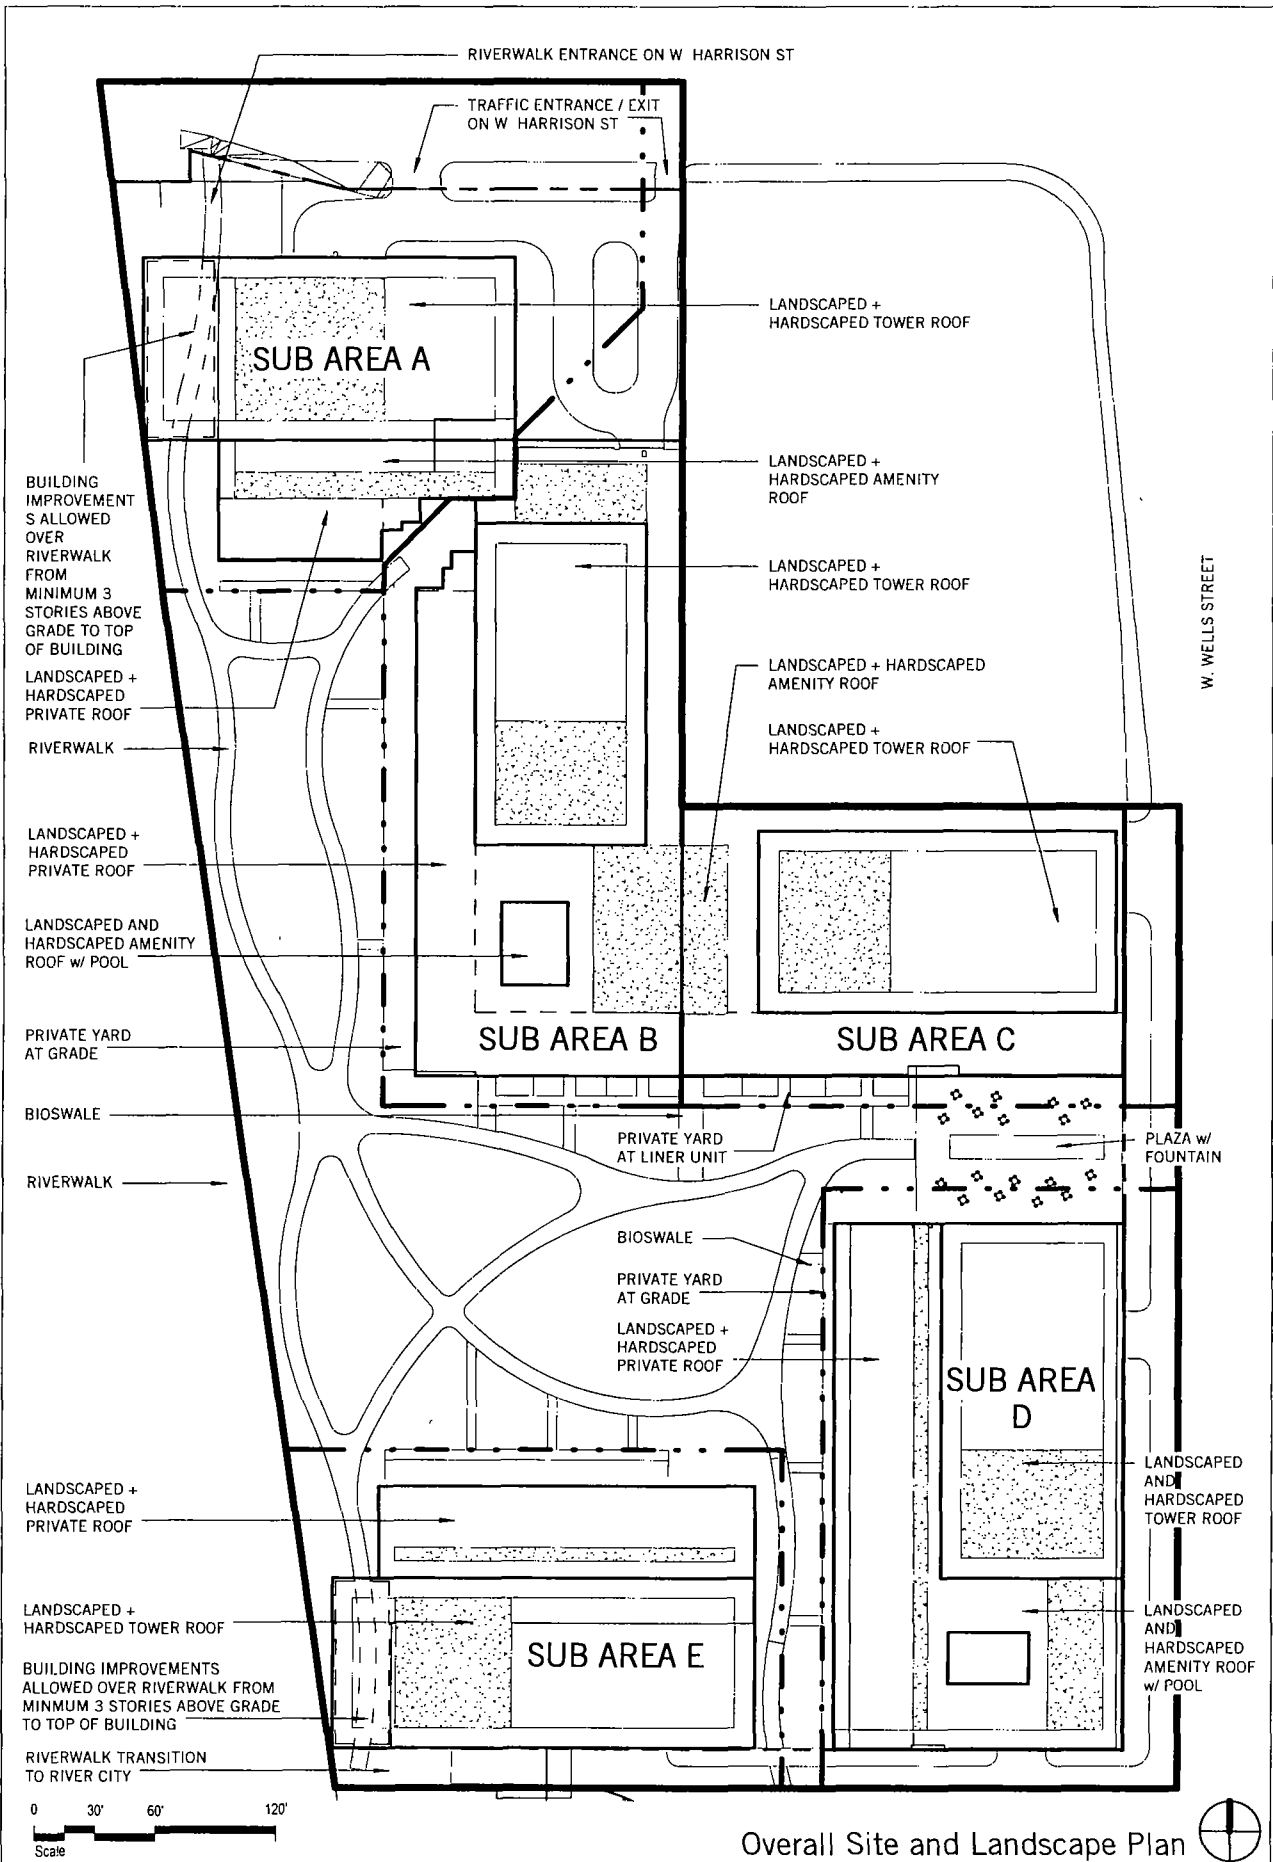 RIVERWALK ENTRANCE ON W HARRISON ST
TRAFFIC ENTRANCE / EXIT
ON W HARRISON ST
LANDSCAPED +
HARDSCAPED TOWER ROOF
SUB AREA A
LANDSCAPED +
HARDSCAPED AMENITY
ROOF
BUILDING
IMPROVEMENT
S ALLOWED
OVER
RIVERWALK
FROM
MINIMUM 3
STORIES ABOVE
GRADE TO TOP
OF BUILDING
LANDSCAPED +
HARDSCAPED TOWER ROOF
W. WELLS STREET
LANDSCAPED + HARDSCAPED
AMENITY ROOF
LANDSCAPED +
HARDSCAPED
PRIVATE ROOF
LANDSCAPED +
HARDSCAPED TOWER ROOF
RIVERWALK
LANDSCAPED +
HARDSCAPED
PRIVATE ROOF
LANDSCAPED AND
HARDSCAPED AMENITY
ROOF w/ POOL
PRIVATE YARD
AT GRADE
SUB AREA B
SUB AREA C
BIOSWALE
PRIVATE YARD
AT LINER UNIT
PLAZA w/
FOUNTAIN
RIVERWALK
BIOSWALE
PRIVATE YARD
AT GRADE
LANDSCAPED +
HARDSCAPED
PRIVATE ROOF
SUB AREA
D
LANDSCAPED
AND
HARDSCAPED
TOWER ROOF
LANDSCAPED +
HARDSCAPED
PRIVATE ROOF
LANDSCAPED +
HARDSCAPED TOWER ROOF
SUB AREA E
LANDSCAPED
AND
HARDSCAPED
AMENITY ROOF
w/ POOL
BUILDING IMPROVEMENTS
ALLOWED OVER RIVERWALK FROM
MINMUM 3 STORIES ABOVE GRADE
TO TOP OF BUILDING
RIVERWALK TRANSITION
TO RIVER CITY
0 30' 60' 120'
Scale
Overall Site and Landscape Plan